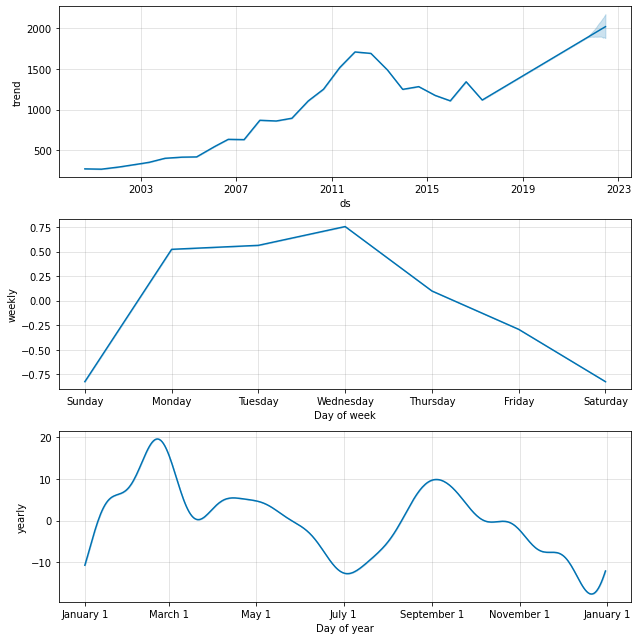 2000
1500
1000
500
trend
2003 2007 2011 2015 2019 2023
ds
0.75
0.50
0.25
0.00
−0.25
−0.50
−0.75
weekly
Sunday Monday Tuesday Wednesday Thursday Friday Saturday
Day of week
20
10
0
−10
yearly
January 1 March 1 May 1 July 1 September 1 November 1 January 1
Day of year